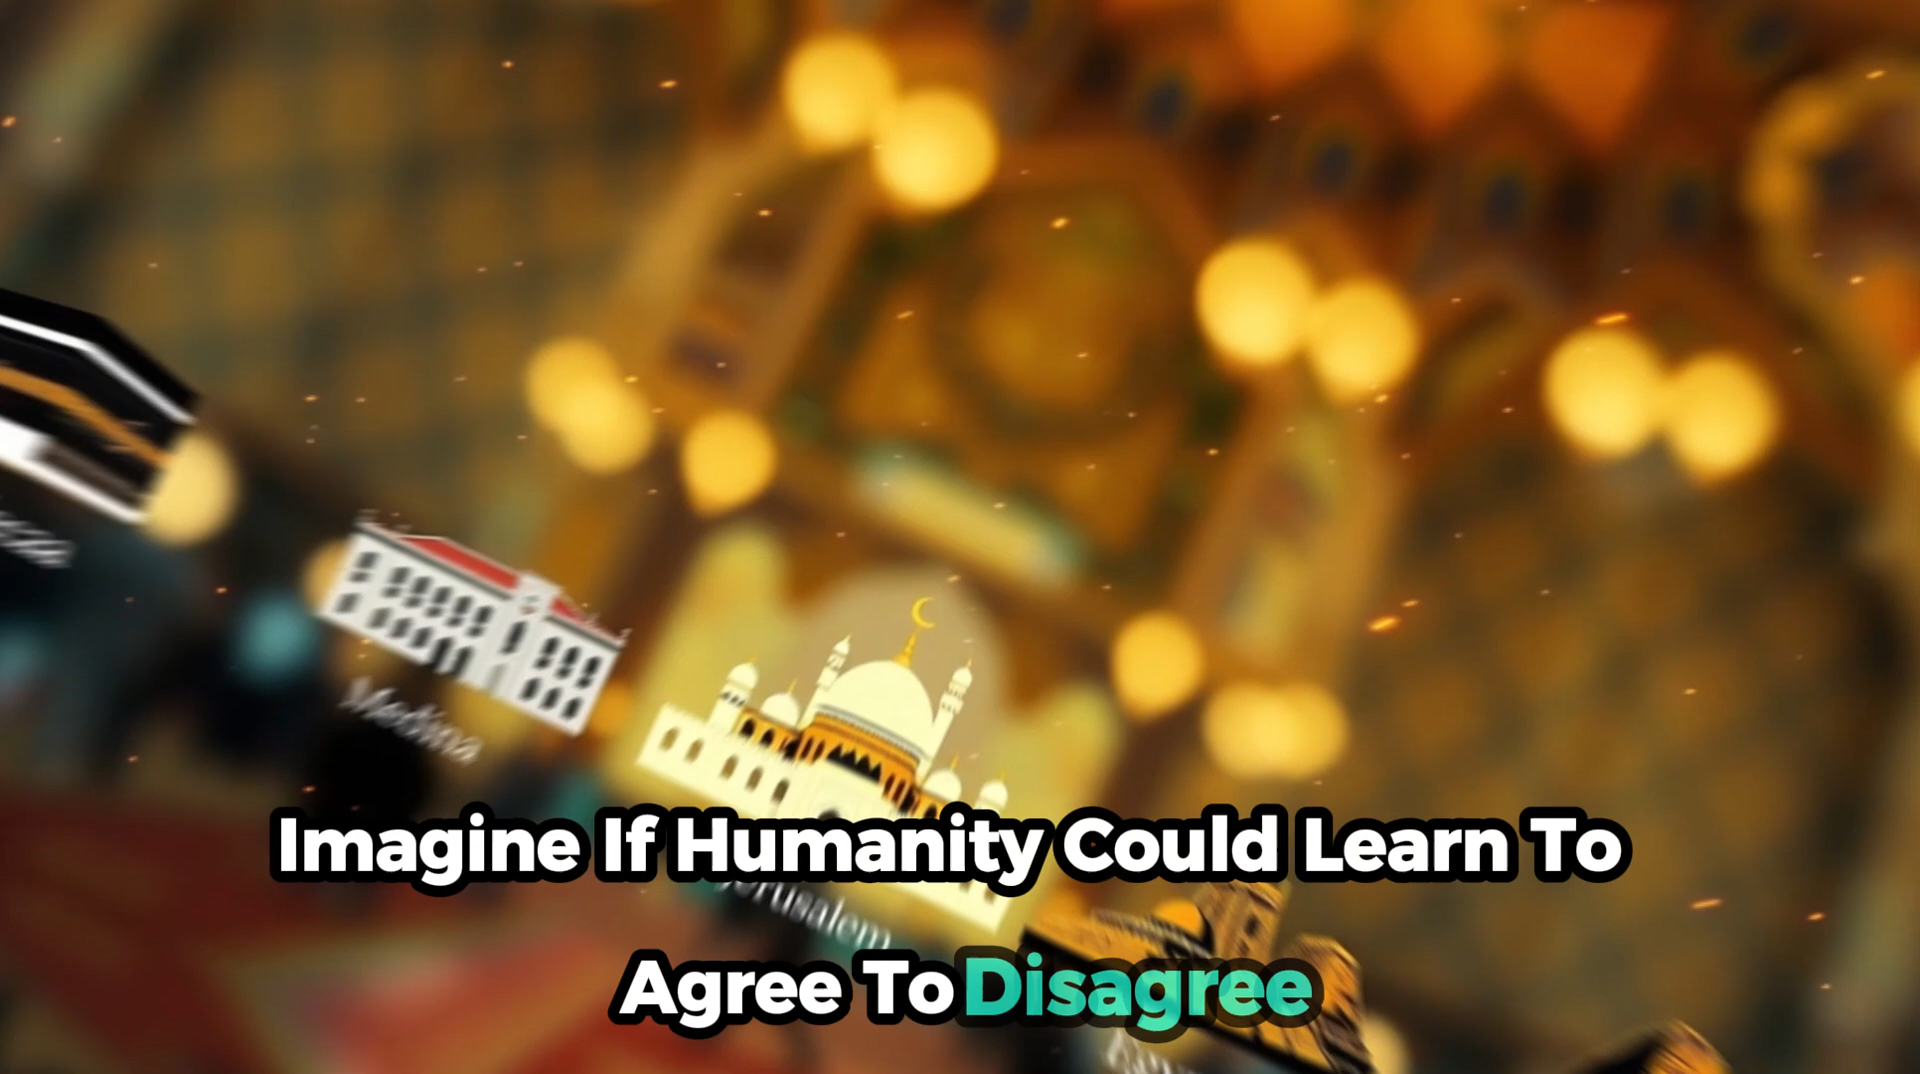 Medina
Jerusalem
Imagine If Humanity Could Learn To
Agree To Disagree